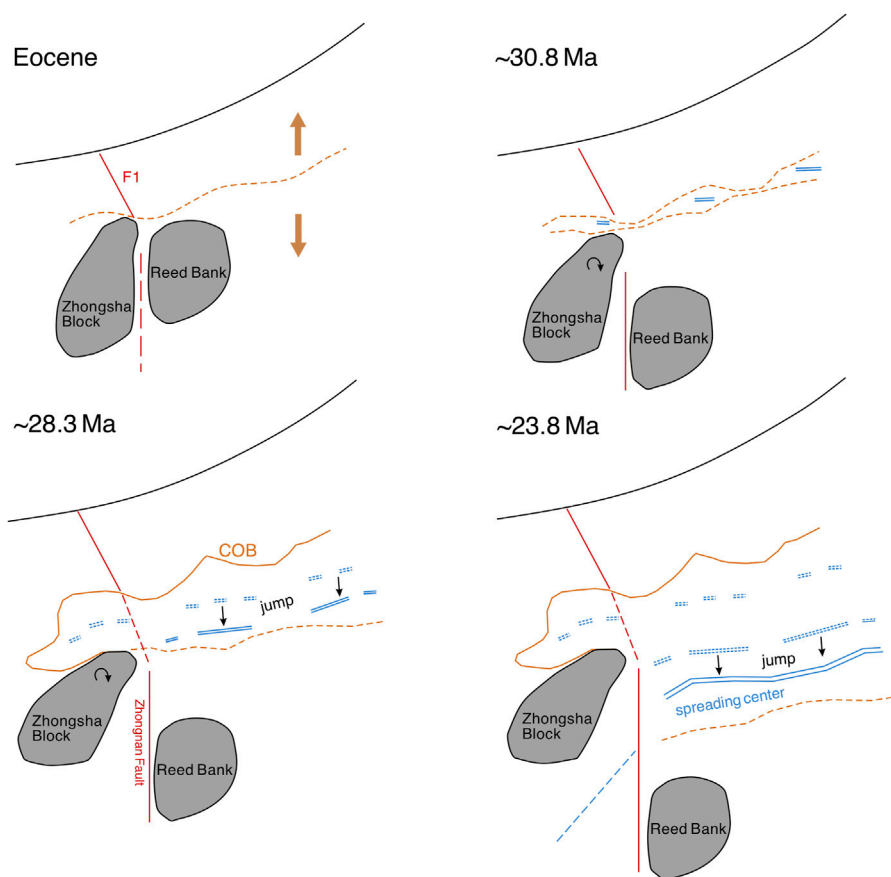 Eocene
F1
Zhongsha
Block
Reed Bank
~30.8 Ma
Zhongsha
Block
Reed Bank
~28.3 Ma
COB
jump
Zhongsha
Block
Zhongnan Fault
Reed Bank
~23.8 Ma
jump
spreading center
Zhongsha
Block
Reed Bank